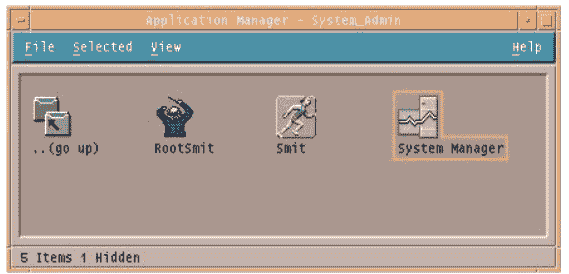 Application Manager - System_Admin
File Selected View Help
..(go up) RootSmit Smit System Manager
5 Items 1 Hidden